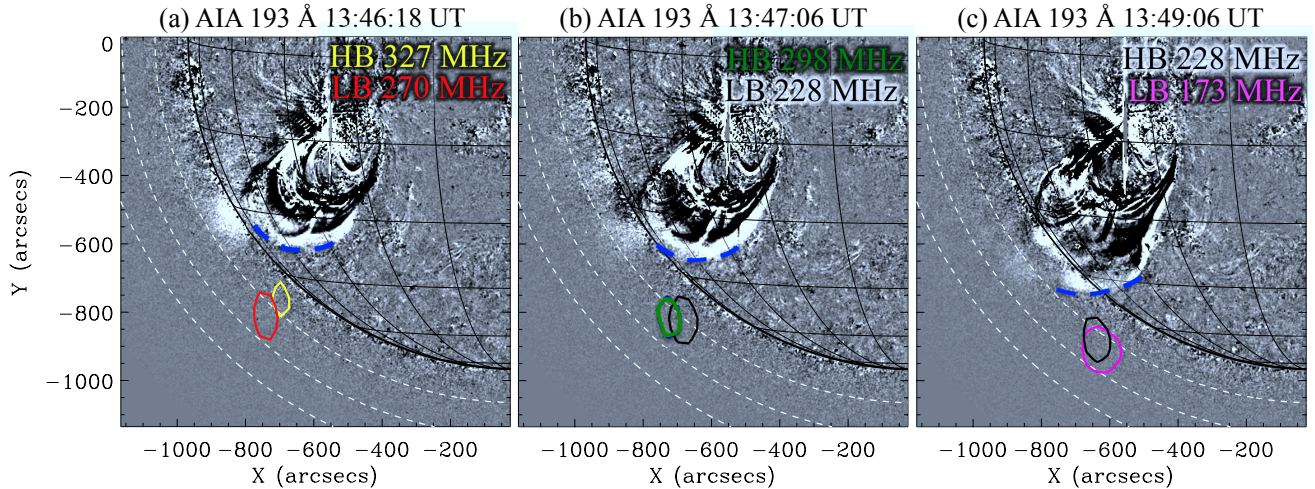 (a) AIA 193 Å 13:46:18 UT
(b) AIA 193 Å 13:47:06 UT
(c) AIA 193 Å 13:49:06 UT
HB 327 MHz
LB 270 MHz
HB 298 MHz
LB 228 MHz
HB 228 MHz
LB 173 MHz
0
−200
−400
−600
−800
−1000
Y (arcsecs)
−1000 −800 −600 −400 −200
X (arcsecs)
−1000 −800 −600 −400 −200
X (arcsecs)
−1000 −800 −600 −400 −200
X (arcsecs)